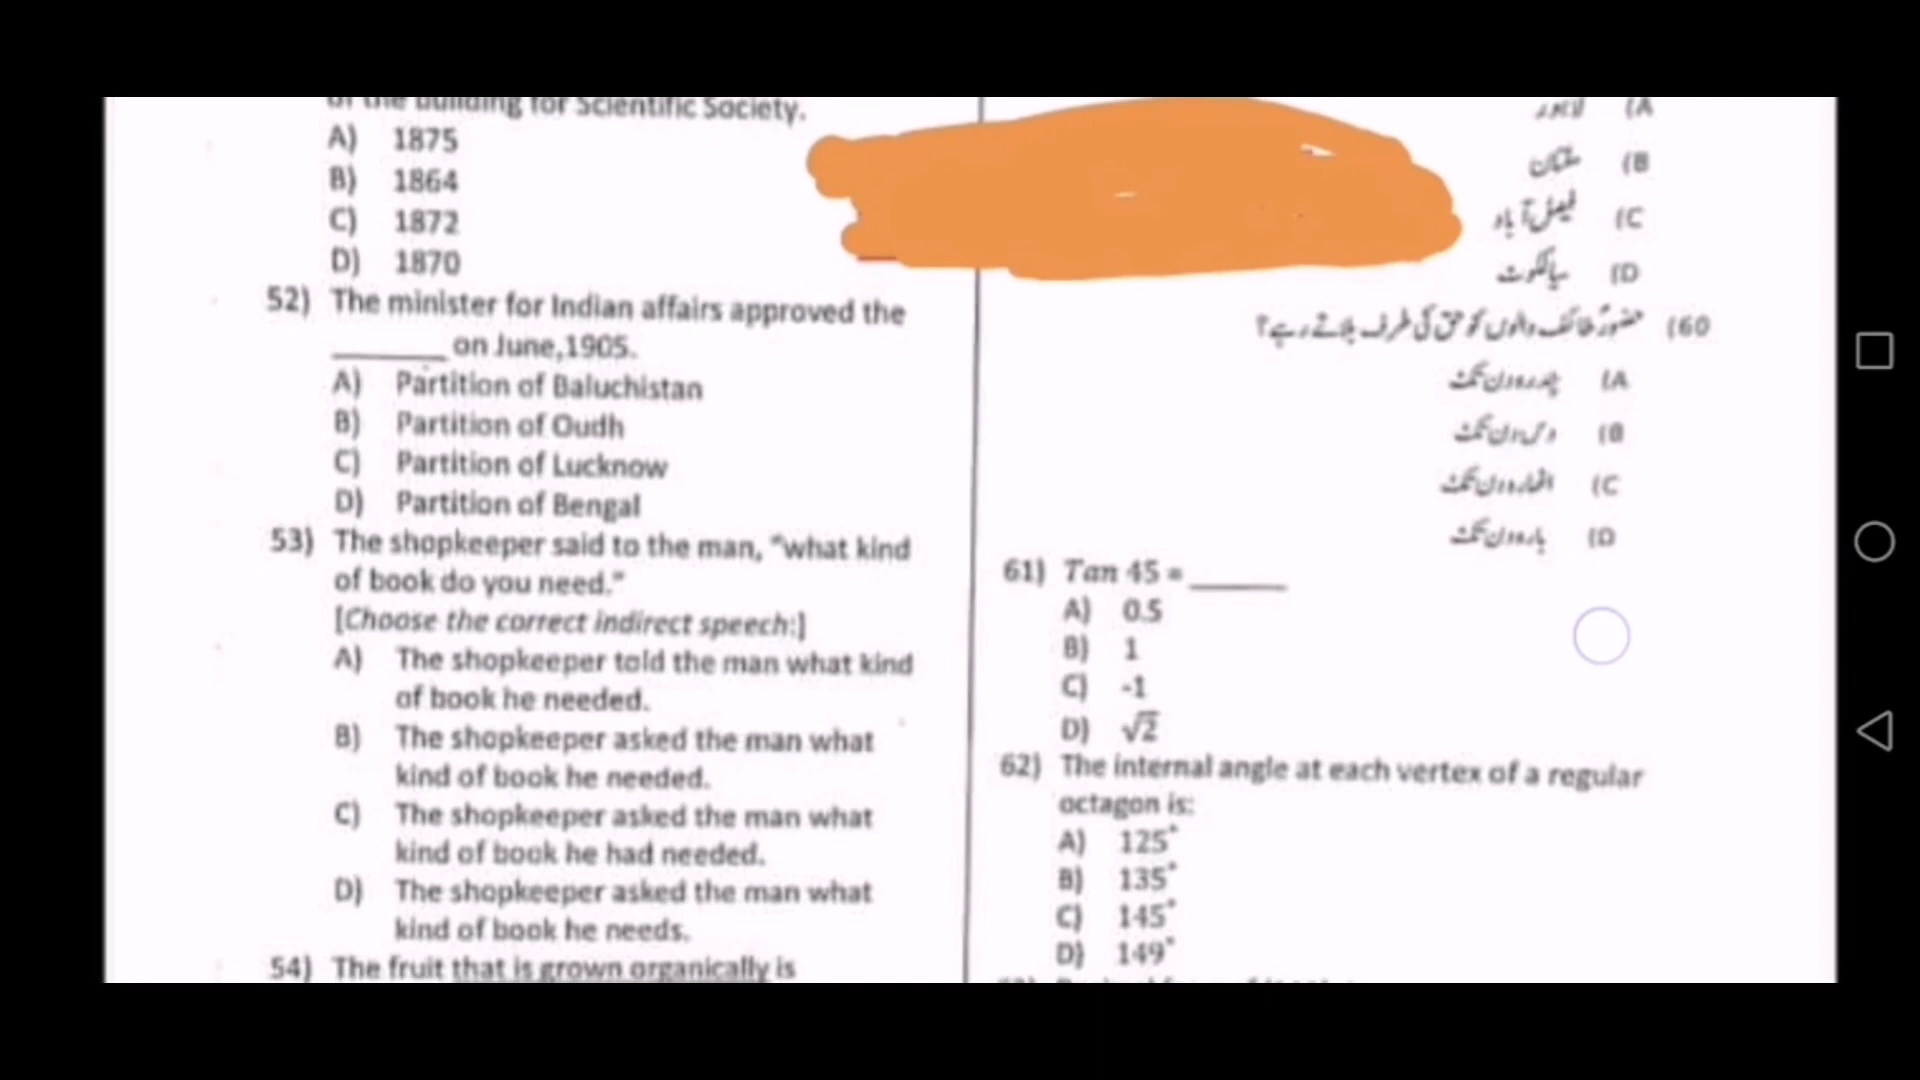 of the building for Scientific Society.
A) 1875
B) 1864
C) 1872
D) 1870
52) The minister for Indian affairs approved the
_______ on June,1905.
A) Partition of Baluchistan
B) Partition of Oudh
C) Partition of Lucknow
D) Partition of Bengal
53) The shopkeeper said to the man, "what kind
of book do you need."
[Choose the correct indirect speech:]
A) The shopkeeper told the man what kind
of book he needed.
B) The shopkeeper asked the man what
kind of book he needed.
C) The shopkeeper asked the man what
kind of book he had needed.
D) The shopkeeper asked the man what
kind of book he needs.
54) The fruit that is grown organically is
(A لاہور
(B ملتان
(C فیصل آباد
(D سیالکوٹ
(60 حضورؐ طائف والوں کو حق کی طرف بلاتے رہے؟
(A پندرہ دن تک
(B دس دن تک
(C اٹھارہ دن تک
(D بارہ دن تک
61) Tan 45 = ______
A) 0.5
B) 1
C) -1
D) √2
62) The internal angle at each vertex of a regular
octagon is:
A) 125°
B) 135°
C) 145°
D) 149°